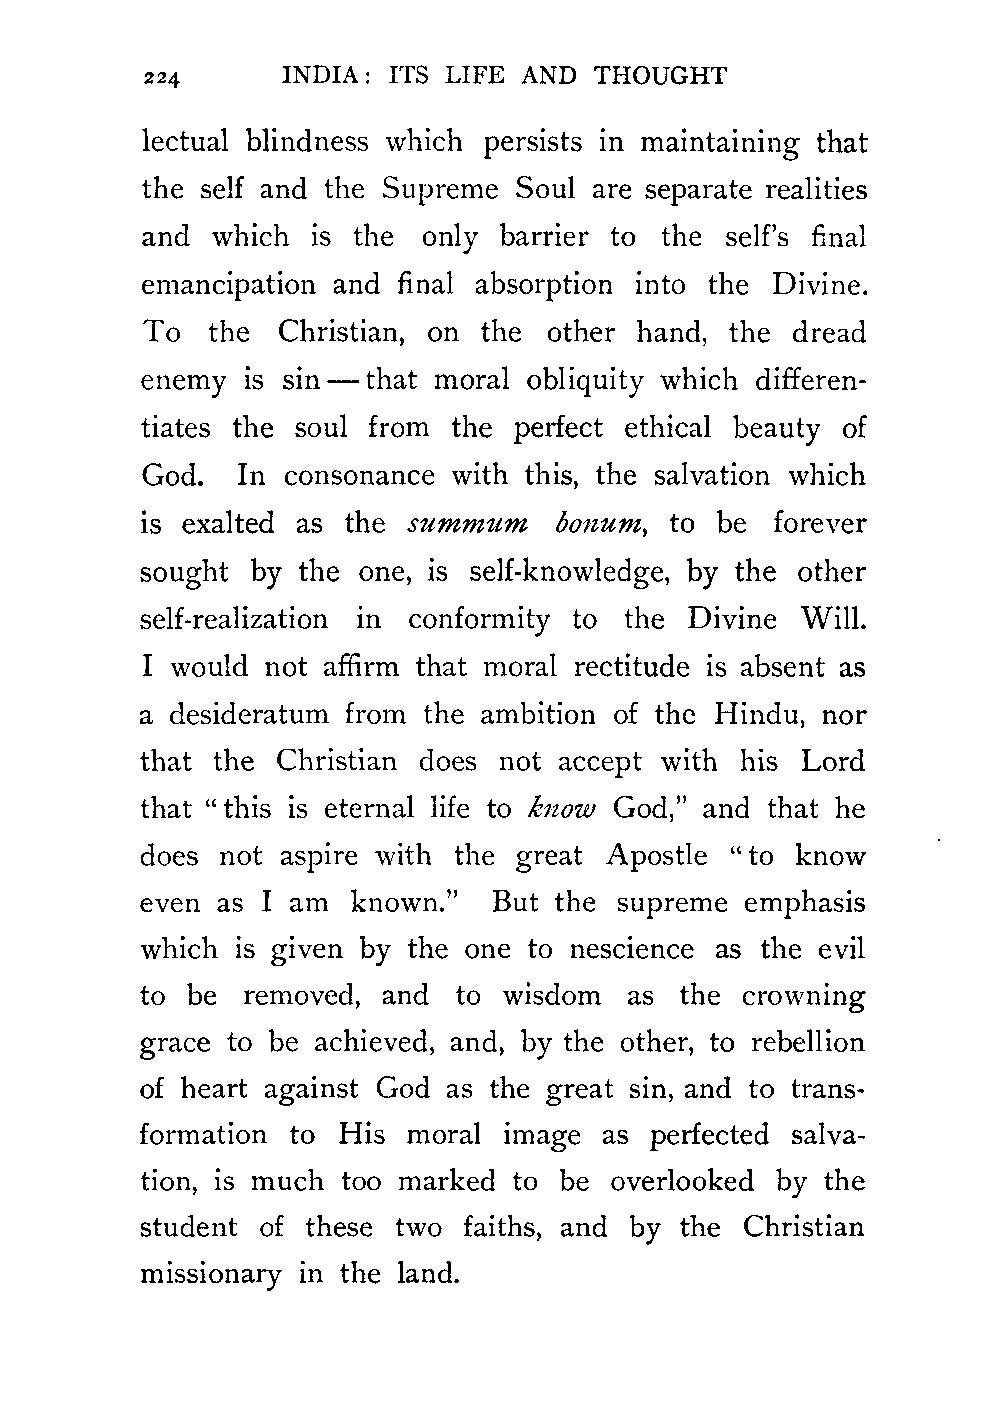 224 INDIA: ITS LIFE AND THOUGHT
lectual blindness which persists in maintaining that
the self and the Supreme Soul are separate realities
and which is the only barrier to the self's final
emancipation and final absorption into the Divine.
To the Christian, on the other hand, the dread
enemy is sin — that moral obliquity which differen-
tiates the soul from the perfect ethical beauty of
God. In consonance with this, the salvation which
is exalted as the summum bonum, to be forever
sought by the one, is self-knowledge, by the other
self-realization in conformity to the Divine Will.
I would not affirm that moral rectitude is absent as
a desideratum from the ambition of the Hindu, nor
that the Christian does not accept with his Lord
that “this is eternal life to know God,” and that he
does not aspire with the great Apostle “to know
even as I am known.” But the supreme emphasis
which is given by the one to nescience as the evil
to be removed, and to wisdom as the crowning
grace to be achieved, and, by the other, to rebellion
of heart against God as the great sin, and to trans-
formation to His moral image as perfected salva-
tion, is much too marked to be overlooked by the
student of these two faiths, and by the Christian
missionary in the land.